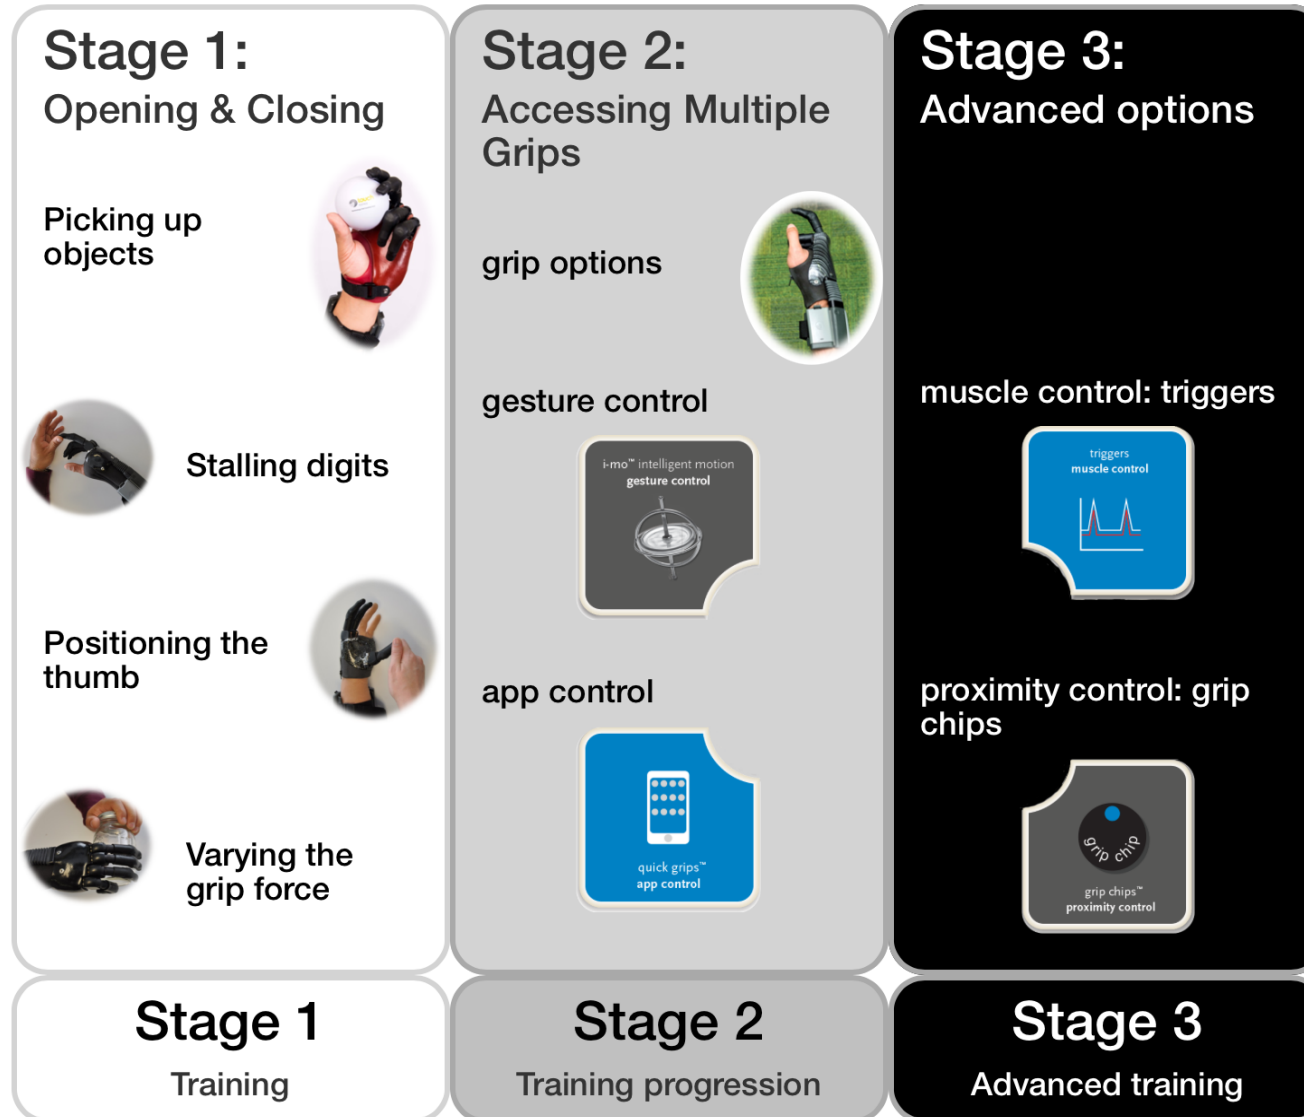 Stage 1:
Opening & Closing
Picking up
objects
Stalling digits
Positioning the
thumb
Varying the
grip force
Stage 1
Training
Stage 2:
Accessing Multiple
Grips
grip options
gesture control
i-mo™ intelligent motion
gesture control
app control
quick grips™
app control
Stage 2
Training progression
Stage 3:
Advanced options
muscle control: triggers
triggers
muscle control
proximity control: grip
chips
grip chip
grip chips™
proximity control
Stage 3
Advanced training